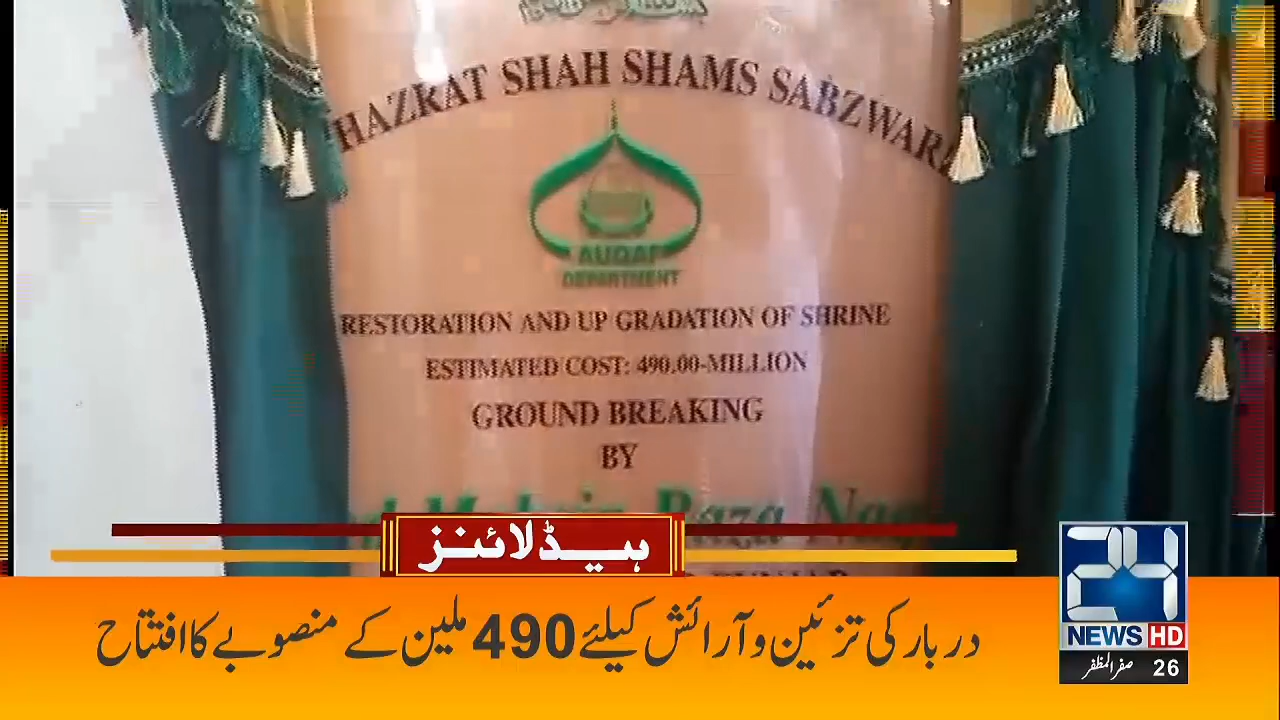 HAZRAT SHAH SHAMS SABZWARI
AUQAF
DEPARTMENT
RESTORATION AND UP GRADATION OF SHRINE
ESTIMATED COST: 490.00-MILLION
GROUND BREAKING
BY
Raza
ہیڈلائنز
دربار کی تزئین و آرائش کیلئے 490 ملین کے منصوبے کا افتتاح
24
NEWS HD
26 صفر المظفر